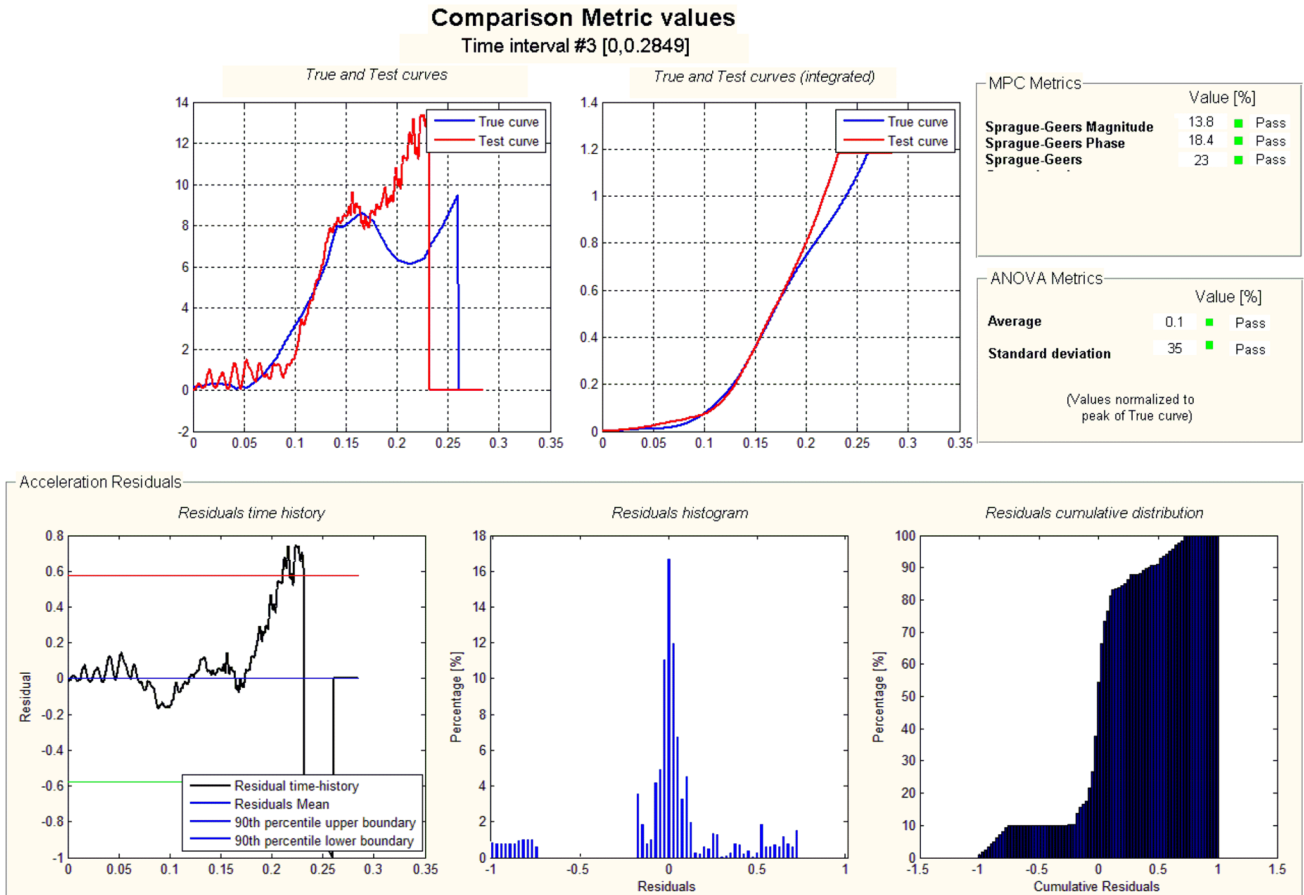 Comparison Metric values
Time interval #3 [0,0.2849]
True and Test curves
14
12
10
8
6
4
2
0
-2
0
0.05
0.1
0.15
0.2
0.25
0.3
0.35
True curve
Test curve
True and Test curves (integrated)
1.4
1.2
1
0.8
0.6
0.4
0.2
0
0
0.05
0.1
0.15
0.2
0.25
0.3
0.35
True curve
Test curve
MPC Metrics
Value [%]
Sprague-Geers Magnitude 13.8 Pass
Sprague-Geers Phase 18.4 Pass
Sprague-Geers 23 Pass
ANOVA Metrics
Value [%]
Average 0.1 Pass
Standard deviation 35 Pass
(Values normalized to
peak of True curve)
Acceleration Residuals
Residuals time history
0.8
0.6
0.4
0.2
0
-0.2
-0.4
-0.6
-0.8
-1
0
0.05
0.1
0.15
0.2
0.25
0.3
0.35
Residual
Residual time-history
Residuals Mean
90th percentile upper boundary
90th percentile lower boundary
Residuals histogram
18
16
14
12
10
8
6
4
2
0
-1
-0.5
0
0.5
1
Percentage [%]
Residuals
Residuals cumulative distribution
100
90
80
70
60
50
40
30
20
10
0
-1.5
-1
-0.5
0
0.5
1
1.5
Percentage [%]
Cumulative Residuals